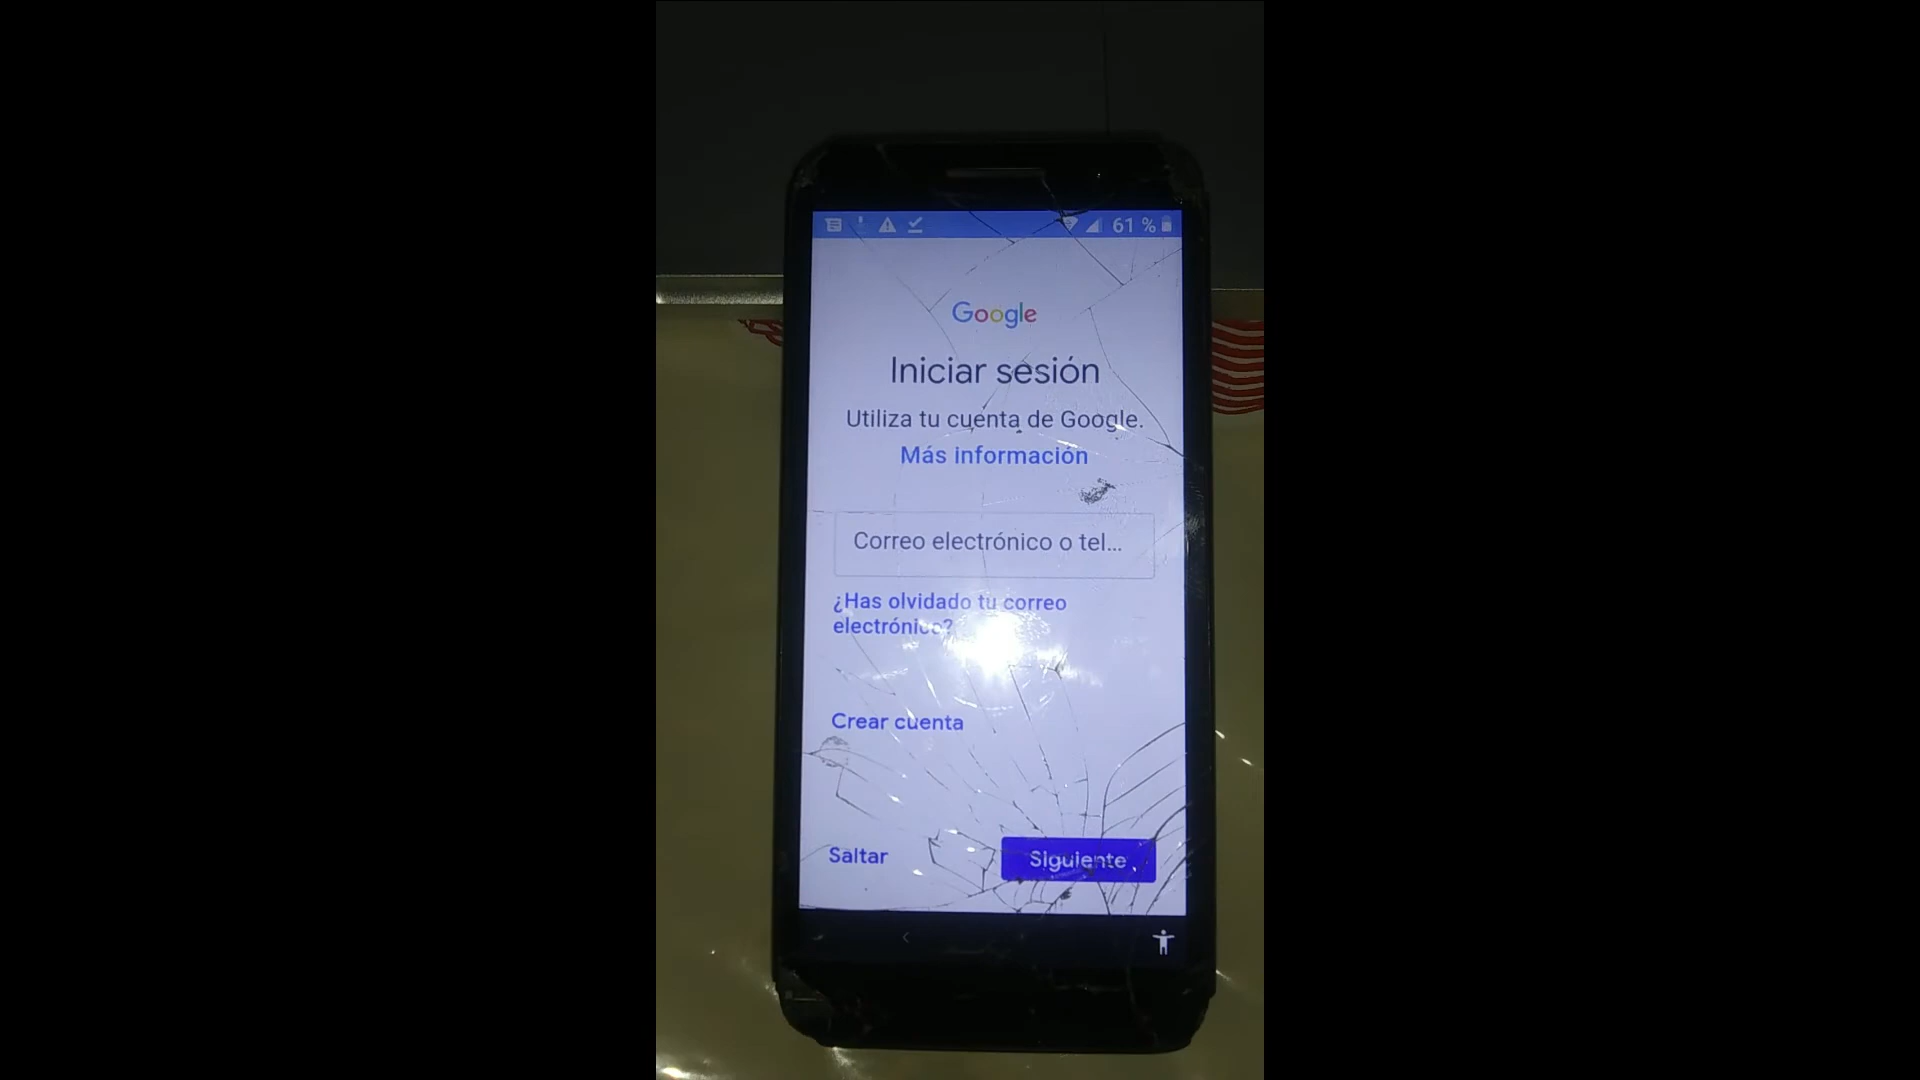 61 %
Google
Iniciar sesión
Utiliza tu cuenta de Google.
Más información
Correo electrónico o tel...
¿Has olvidado tu correo
electrónico?
Crear cuenta
Saltar
Siguiente